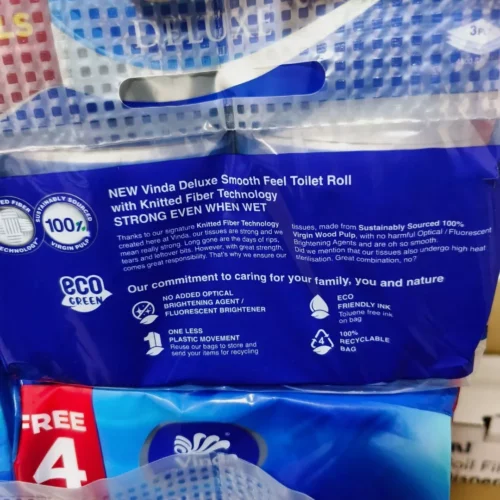 LS
DELUXE
NEW Vinda Deluxe Smooth Feel Toilet Roll
with Knitted Fiber Technology
STRONG EVEN WHEN WET
SUSTAINABLY SOURCED
100%
VIRGIN PULP
Thanks to our signature Knitted Fiber Technology
created here at Vinda, our tissues are strong and we
mean really strong. Long gone are the days of rips,
tears and leftover bits. However, with great strength,
comes great responsibility. That's why we ensure our
tissues, made from Sustainably Sourced 100%
Virgin Wood Pulp, with no harmful Optical / Fluorescent
Brightening Agents and are oh so smooth.
Did we mention that our tissues also undergo high heat
sterilisation. Great combination, no?
eco
GREEN
Our commitment to caring for your family, you and nature
NO ADDED OPTICAL
BRIGHTENING AGENT /
FLUORESCENT BRIGHTENER
ECO
FRIENDLY INK
Toluene free ink
on bag
1
ONE LESS
PLASTIC MOVEMENT
Reuse our bags to store and
send your items for recycling
4
100%
RECYCLABLE
BAG
FREE
4
Vinda